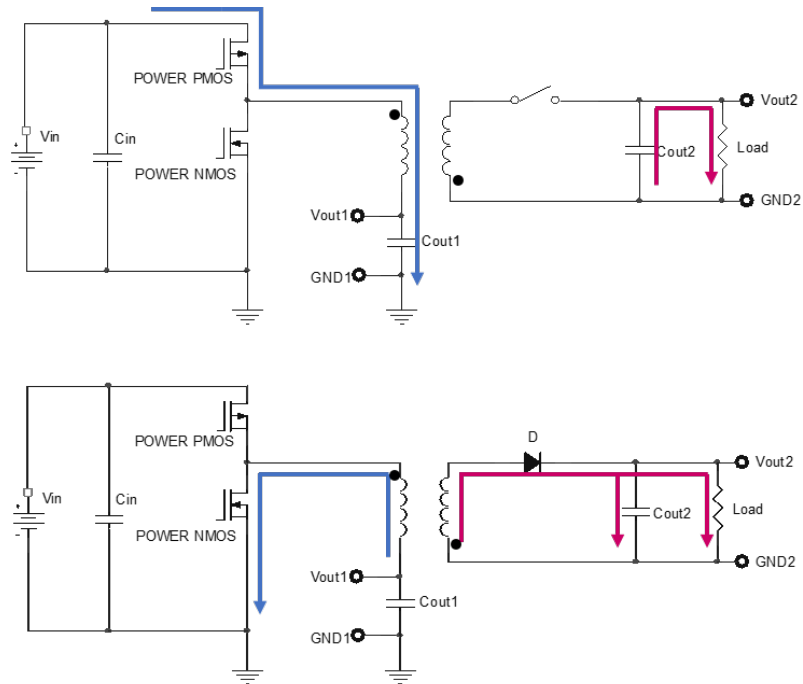 POWER PMOS
Vin
Cin
POWER NMOS
Vout1
Cout1
GND1
Vout2
Cout2
Load
GND2
D
POWER PMOS
Vin
Cin
POWER NMOS
Vout1
Cout1
GND1
Vout2
Cout2
Load
GND2